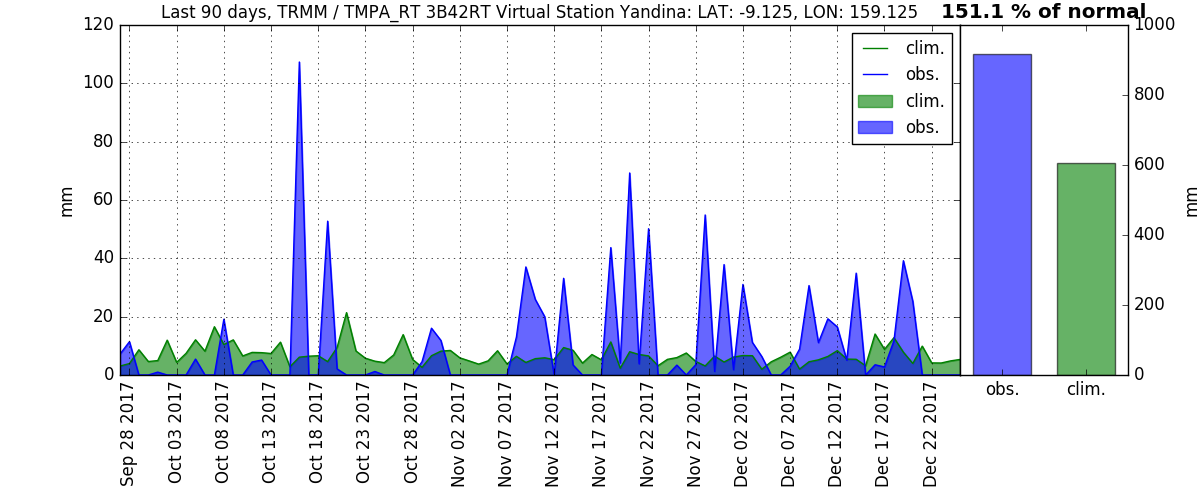 Last 90 days, TRMM / TMPA_RT 3B42RT Virtual Station Yandina: LAT: -9.125, LON: 159.125
151.1 % of normal
120
100
80
60
40
20
0
mm
clim.
obs.
clim.
obs.
Sep 28 2017
Oct 03 2017
Oct 08 2017
Oct 13 2017
Oct 18 2017
Oct 23 2017
Oct 28 2017
Nov 02 2017
Nov 07 2017
Nov 12 2017
Nov 17 2017
Nov 22 2017
Nov 27 2017
Dec 02 2017
Dec 07 2017
Dec 12 2017
Dec 17 2017
Dec 22 2017
1000
800
600
400
200
0
mm
obs.
clim.